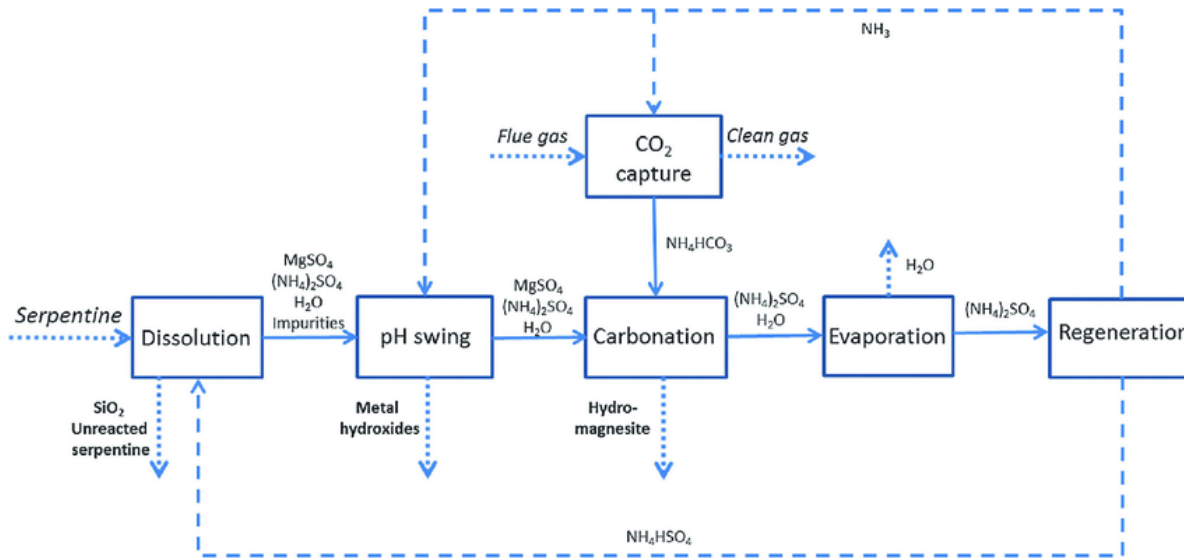 NH₃
Flue gas
CO₂
capture
Clean gas
NH₄HCO₃
H₂O
MgSO₄
(NH₄)₂SO₄
H₂O
Impurities
MgSO₄
(NH₄)₂SO₄
H₂O
(NH₄)₂SO₄
H₂O
(NH₄)₂SO₄
Serpentine
Dissolution
pH swing
Carbonation
Evaporation
Regeneration
SiO₂
Unreacted
serpentine
Metal
hydroxides
Hydro-
magnesite
NH₄HSO₄